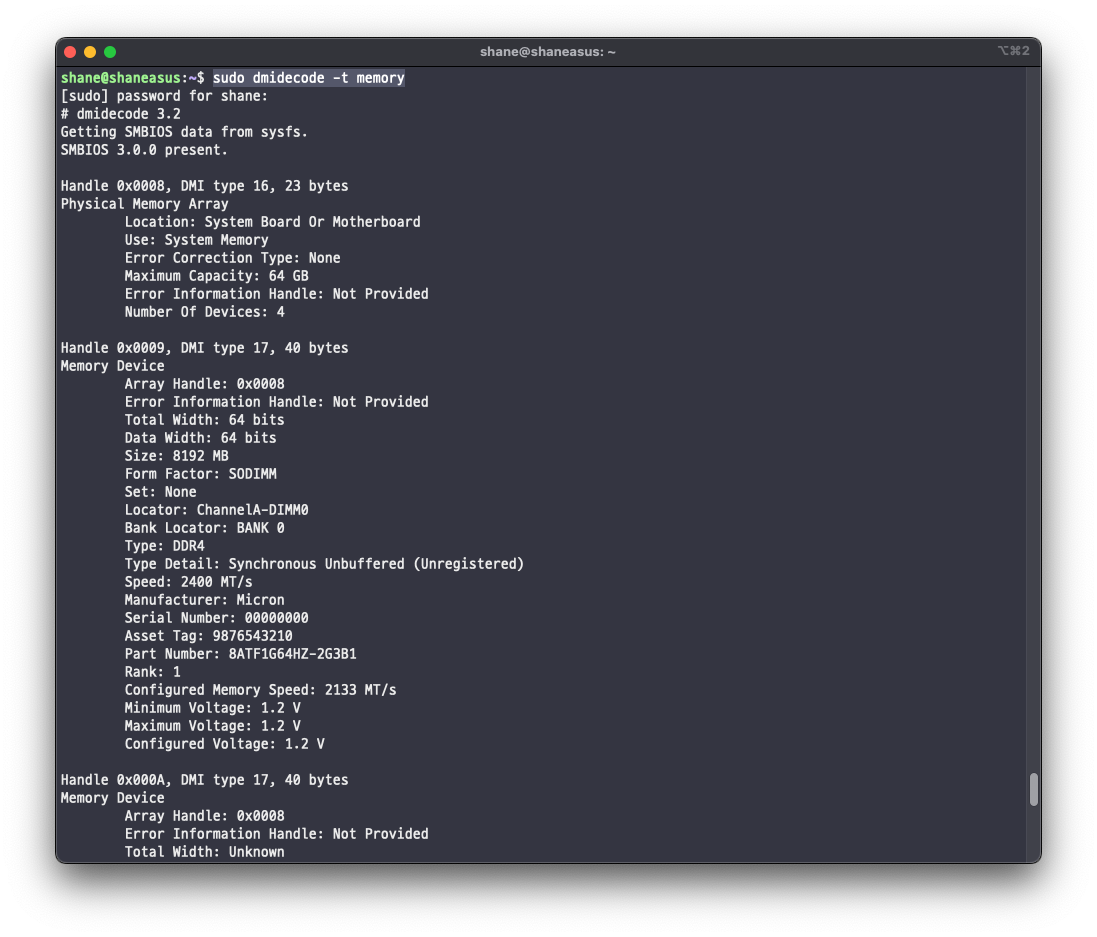 shane@shaneasus: ~
⌥⌘2
shane@shaneasus:~$ sudo dmidecode -t memory
[sudo] password for shane:
# dmidecode 3.2
Getting SMBIOS data from sysfs.
SMBIOS 3.0.0 present.

Handle 0x0008, DMI type 16, 23 bytes
Physical Memory Array
        Location: System Board Or Motherboard
        Use: System Memory
        Error Correction Type: None
        Maximum Capacity: 64 GB
        Error Information Handle: Not Provided
        Number Of Devices: 4

Handle 0x0009, DMI type 17, 40 bytes
Memory Device
        Array Handle: 0x0008
        Error Information Handle: Not Provided
        Total Width: 64 bits
        Data Width: 64 bits
        Size: 8192 MB
        Form Factor: SODIMM
        Set: None
        Locator: ChannelA-DIMM0
        Bank Locator: BANK 0
        Type: DDR4
        Type Detail: Synchronous Unbuffered (Unregistered)
        Speed: 2400 MT/s
        Manufacturer: Micron
        Serial Number: 00000000
        Asset Tag: 9876543210
        Part Number: 8ATF1G64HZ-2G3B1
        Rank: 1
        Configured Memory Speed: 2133 MT/s
        Minimum Voltage: 1.2 V
        Maximum Voltage: 1.2 V
        Configured Voltage: 1.2 V

Handle 0x000A, DMI type 17, 40 bytes
Memory Device
        Array Handle: 0x0008
        Error Information Handle: Not Provided
        Total Width: Unknown